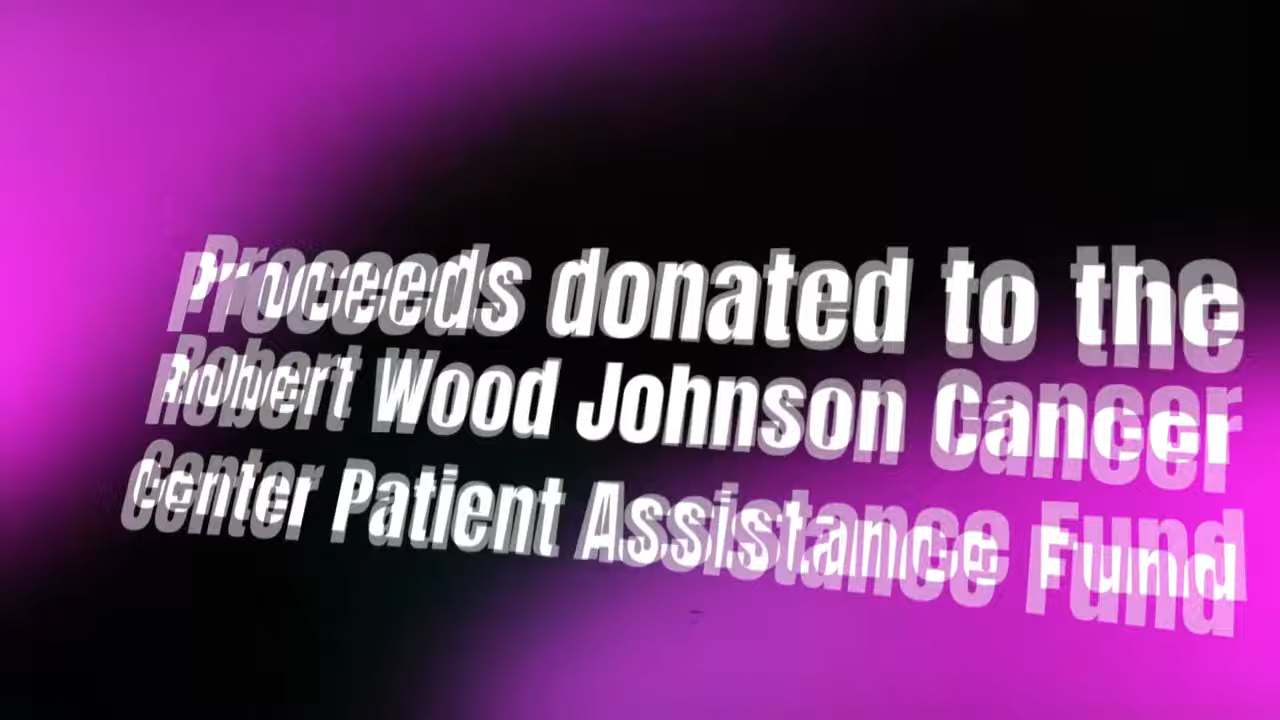 Proceeds donated to the
Robert Wood Johnson Cancer
Center Patient Assistance Fund